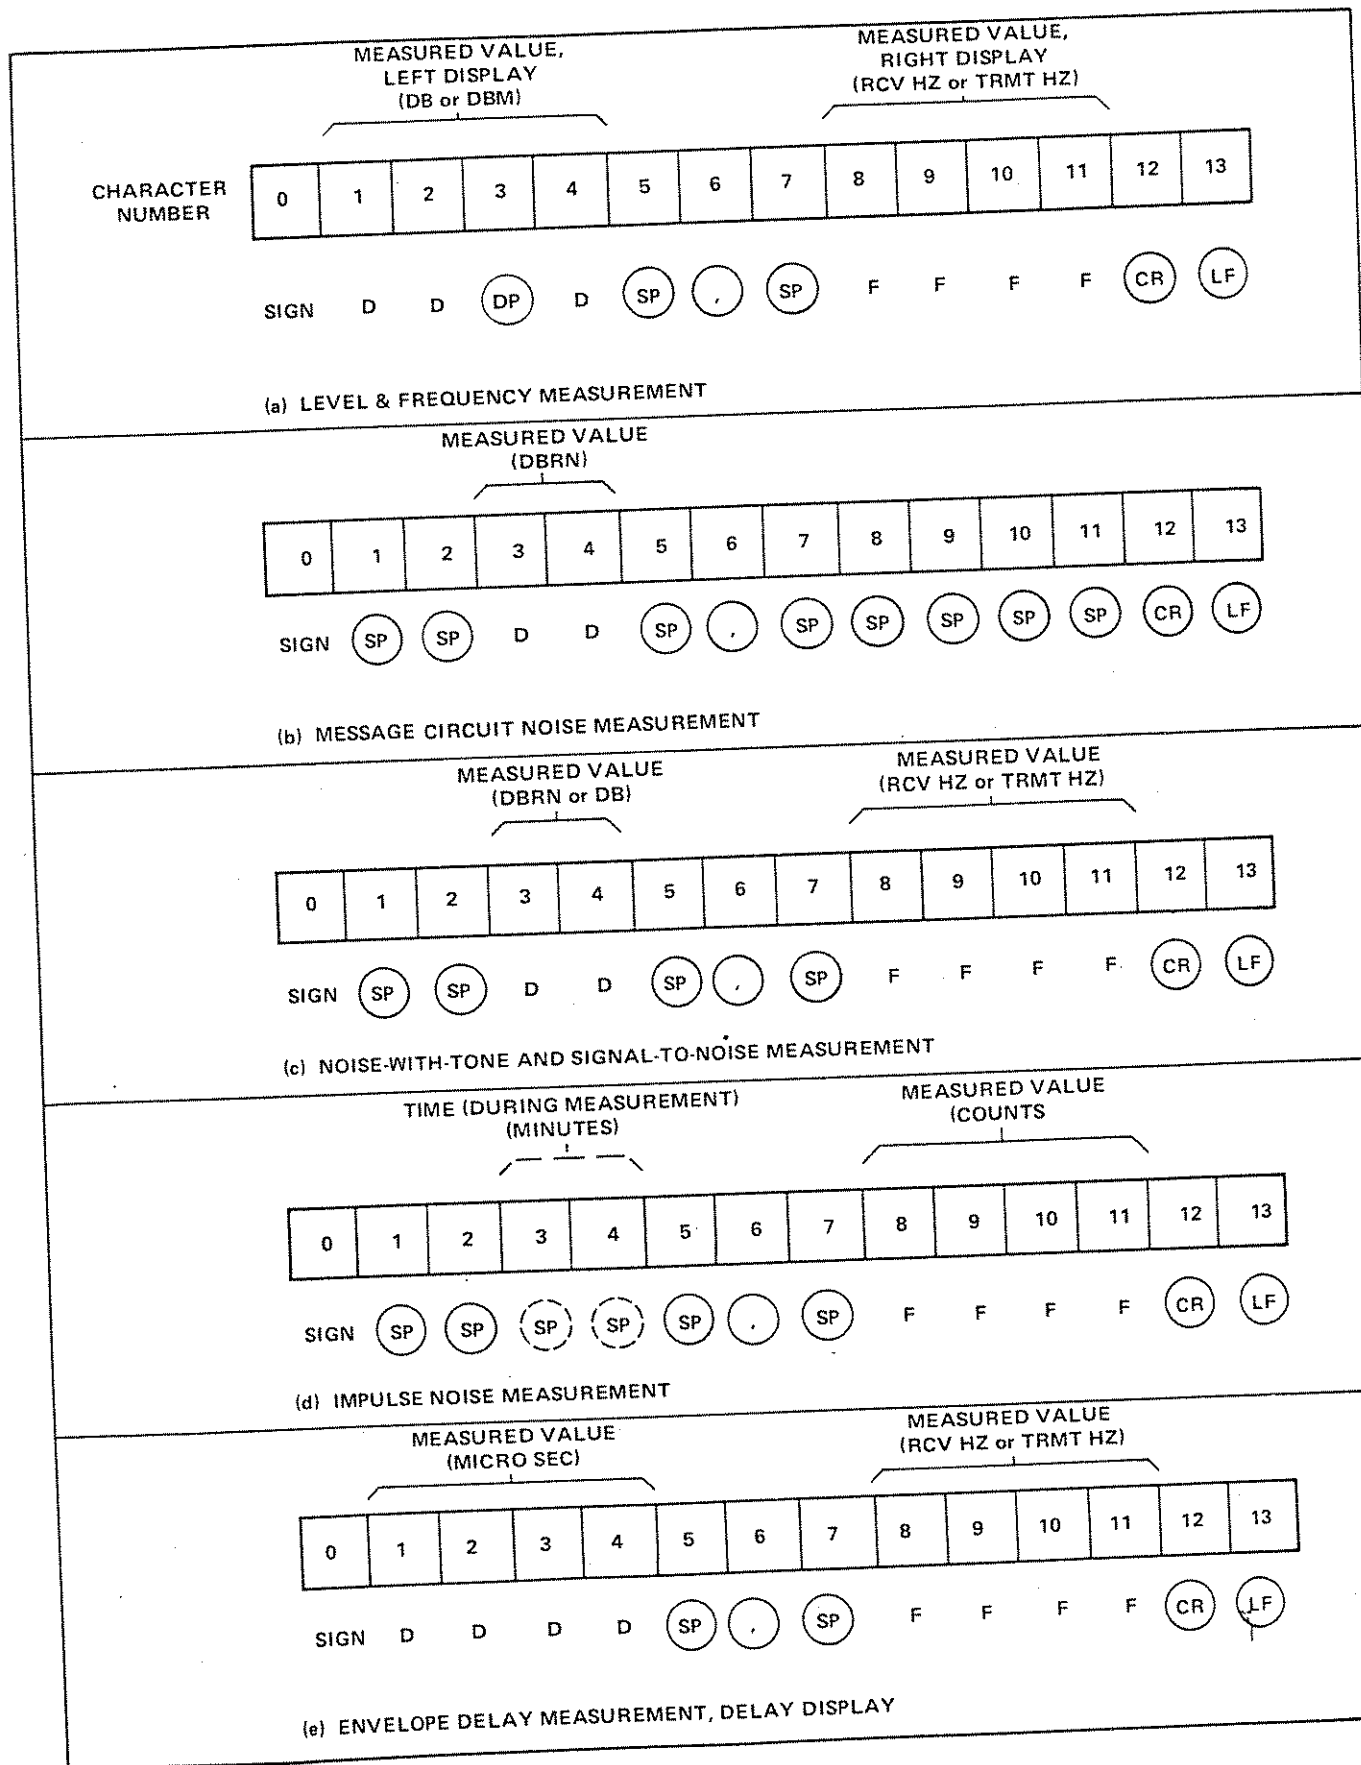 MEASURED VALUE,
LEFT DISPLAY
(DB or DBM)
MEASURED VALUE,
RIGHT DISPLAY
(RCV HZ or TRMT HZ)
CHARACTER
NUMBER
0 1 2 3 4 5 6 7 8 9 10 11 12 13
SIGN D D DP D SP , SP F F F F CR LF
(a) LEVEL & FREQUENCY MEASUREMENT
MEASURED VALUE
(DBRN)
0 1 2 3 4 5 6 7 8 9 10 11 12 13
SIGN SP SP D D SP , SP SP SP SP SP CR LF
(b) MESSAGE CIRCUIT NOISE MEASUREMENT
MEASURED VALUE
(DBRN or DB)
MEASURED VALUE
(RCV HZ or TRMT HZ)
0 1 2 3 4 5 6 7 8 9 10 11 12 13
SIGN SP SP D D SP , SP F F F F CR LF
(c) NOISE-WITH-TONE AND SIGNAL-TO-NOISE MEASUREMENT
TIME (DURING MEASUREMENT)
(MINUTES)
MEASURED VALUE
(COUNTS
0 1 2 3 4 5 6 7 8 9 10 11 12 13
SIGN SP SP SP SP SP , SP F F F F CR LF
(d) IMPULSE NOISE MEASUREMENT
MEASURED VALUE
(MICRO SEC)
MEASURED VALUE
(RCV HZ or TRMT HZ)
0 1 2 3 4 5 6 7 8 9 10 11 12 13
SIGN D D D D SP , SP F F F F CR LF
(e) ENVELOPE DELAY MEASUREMENT, DELAY DISPLAY